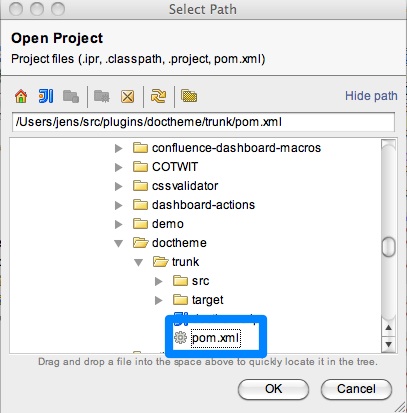 Select Path
Open Project
Project files (.ipr, .classpath, .project, pom.xml)
Hide path
/Users/jens/src/plugins/doctheme/trunk/pom.xml
confluence-dashboard-macros
COTWIT
cssvalidator
dashboard-actions
demo
doctheme
trunk
src
target
pom.xml
Drag and drop a file into the space above to quickly locate it in the tree.
OK
Cancel